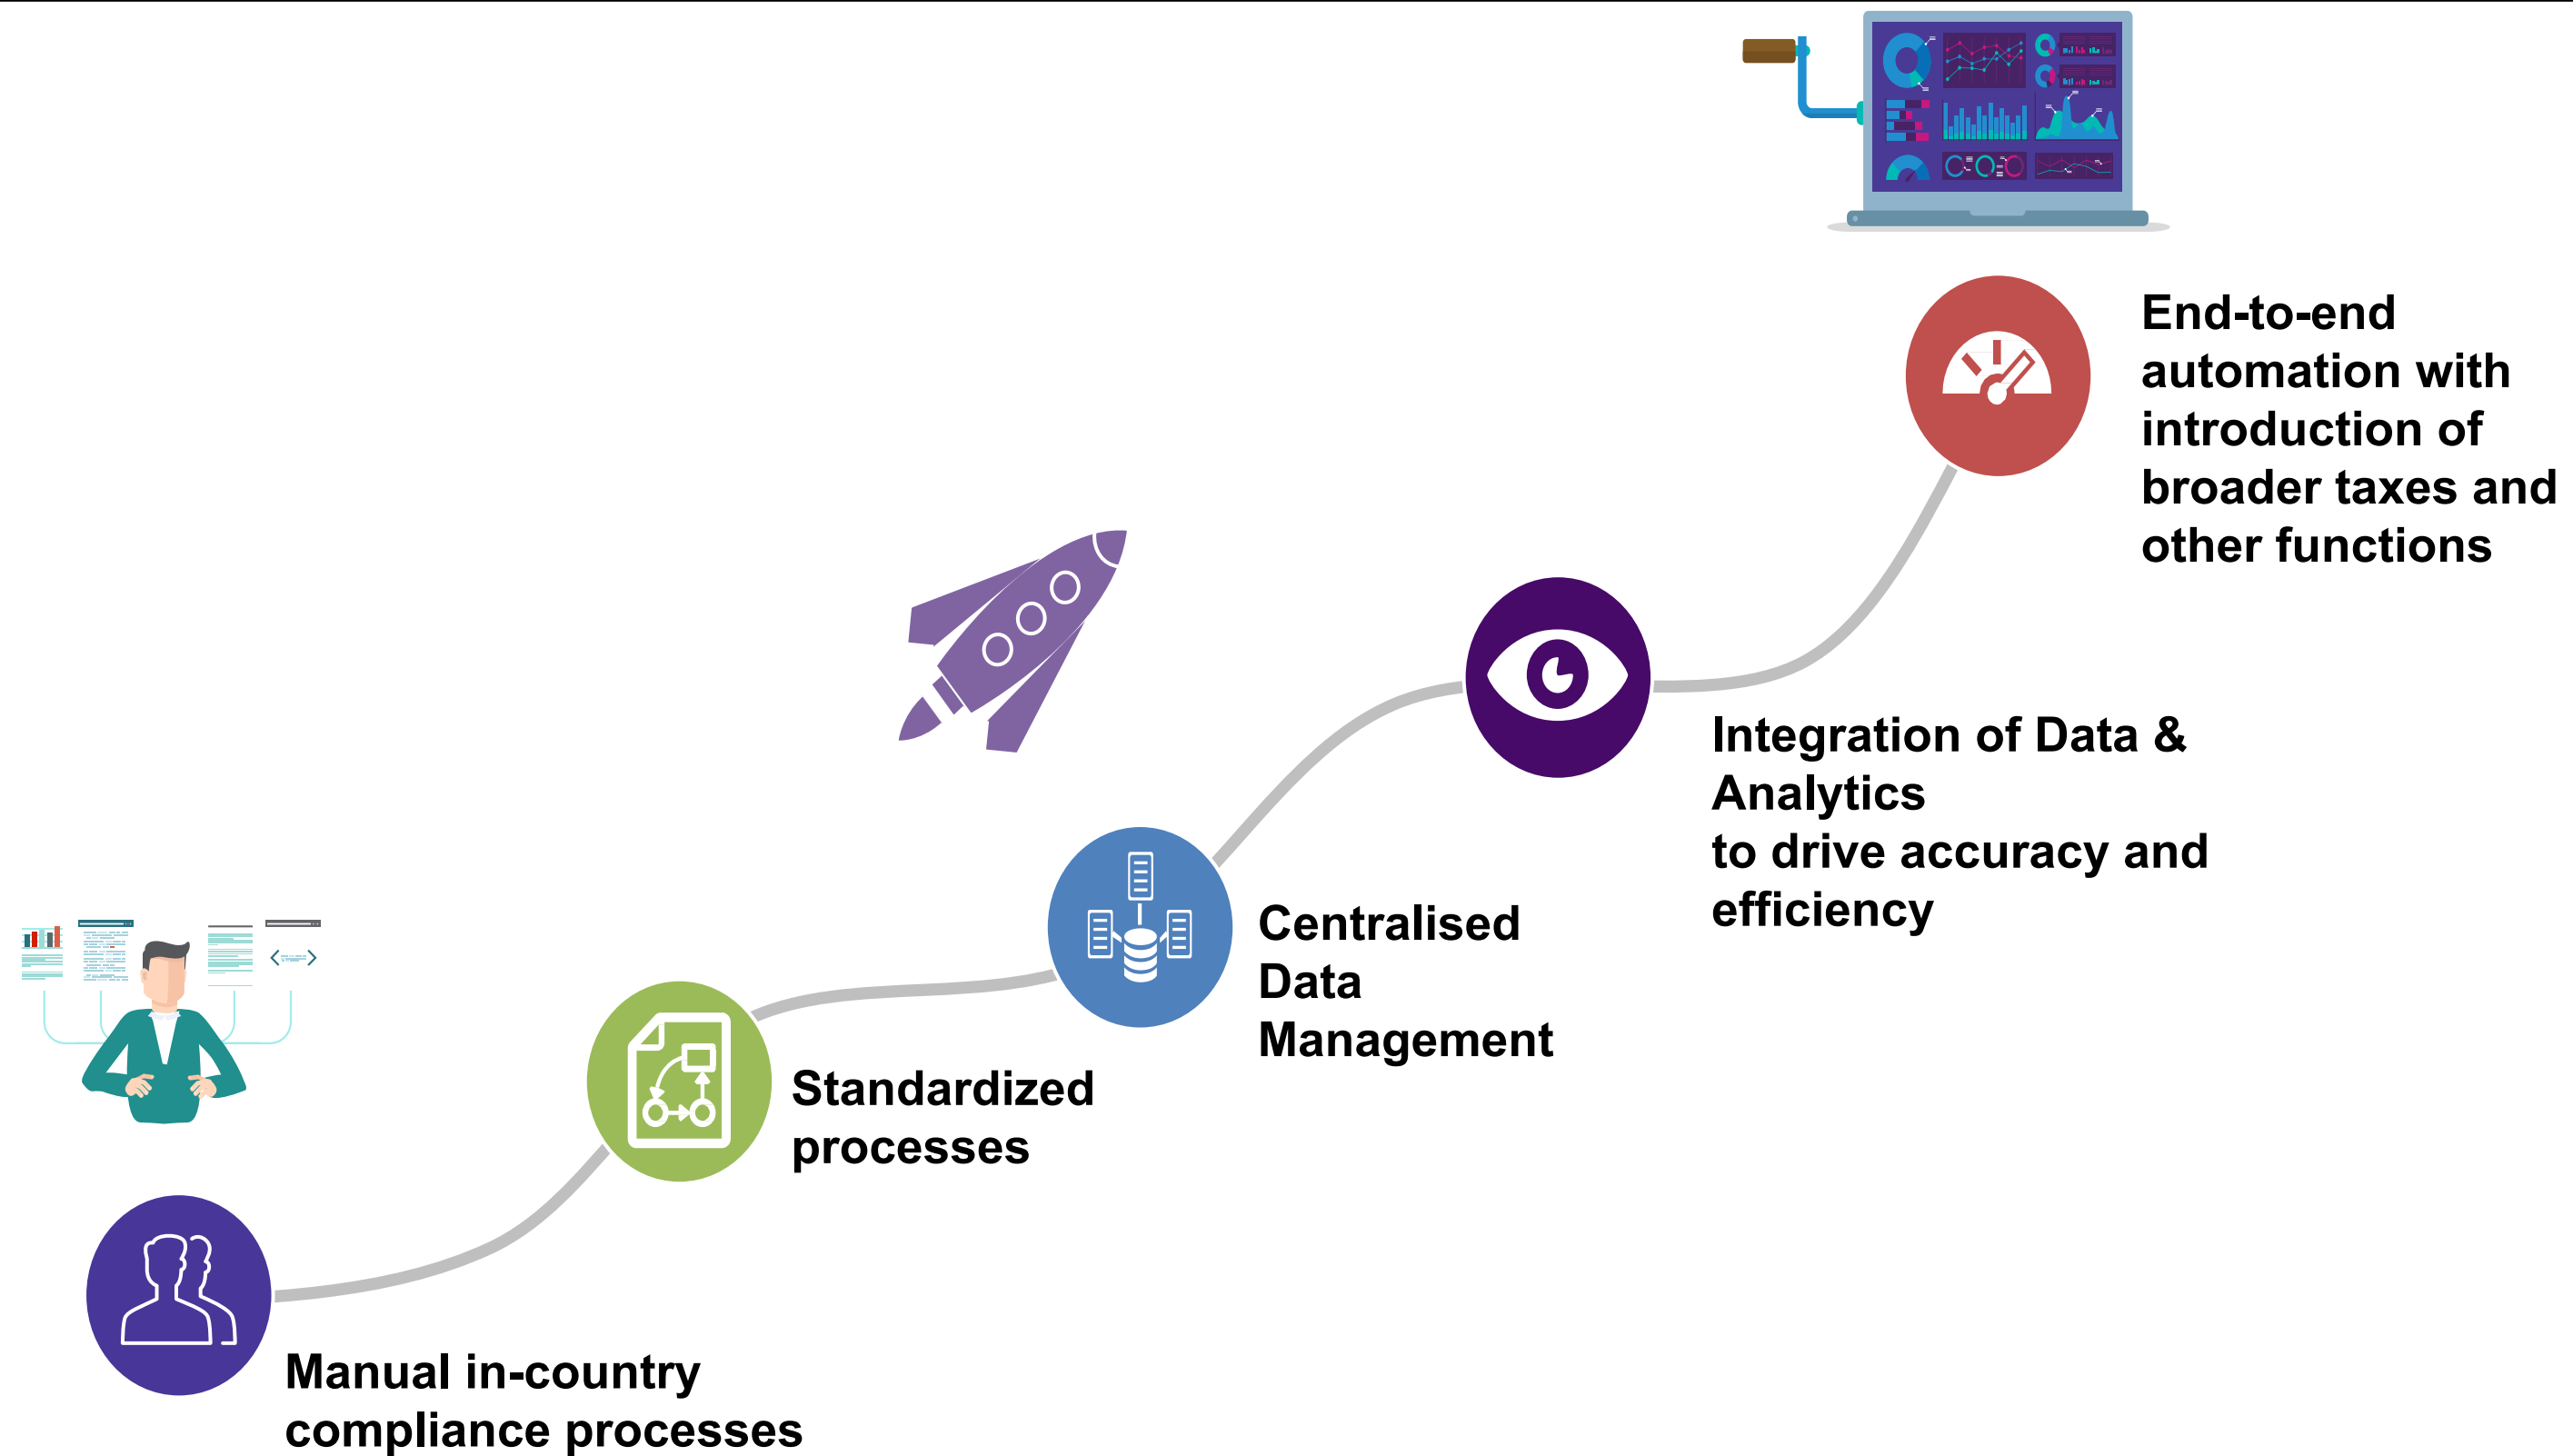 End-to-end
automation with
introduction of
broader taxes and
other functions
Integration of Data &
Analytics
to drive accuracy and
efficiency
Centralised
Data
Management
Standardized
processes
Manual in-country
compliance processes